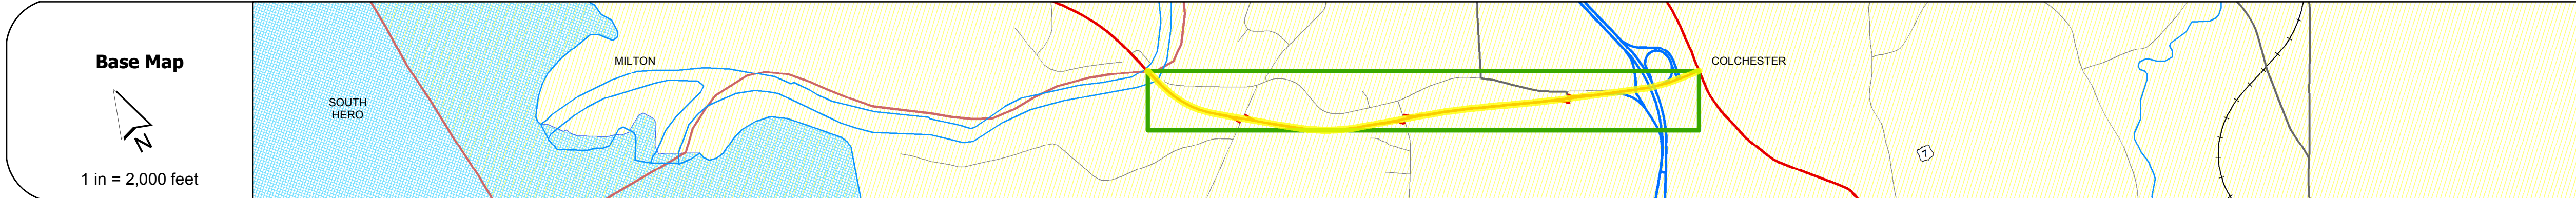 Base Map
N
1 in = 2,000 feet
SOUTH
HERO
MILTON
COLCHESTER
7